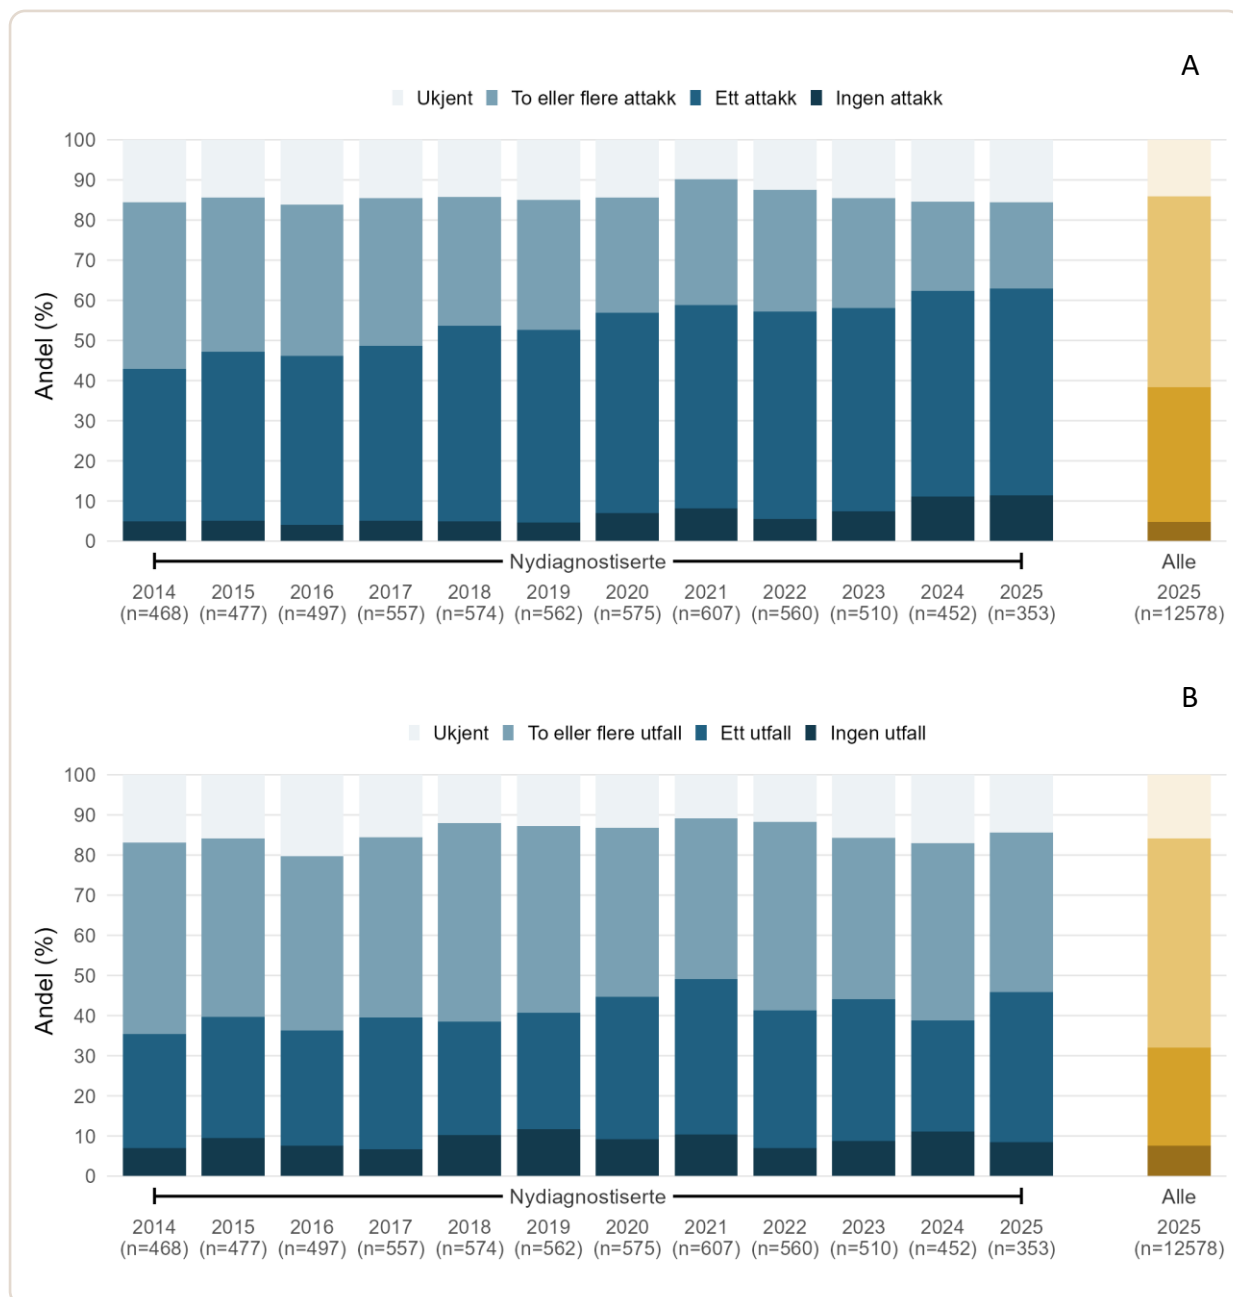 A
Ukjent To eller flere attakk Ett attakk Ingen attakk
100
90
80
70
60
50
40
30
20
10
0
Andel (%)
Nydiagnostiserte Alle
2014 2015 2016 2017 2018 2019 2020 2021 2022 2023 2024 2025 2025
(n=468) (n=477) (n=497) (n=557) (n=574) (n=562) (n=575) (n=607) (n=560) (n=510) (n=452) (n=353) (n=12578)
B
Ukjent To eller flere utfall Ett utfall Ingen utfall
100
90
80
70
60
50
40
30
20
10
0
Andel (%)
Nydiagnostiserte Alle
2014 2015 2016 2017 2018 2019 2020 2021 2022 2023 2024 2025 2025
(n=468) (n=477) (n=497) (n=557) (n=574) (n=562) (n=575) (n=607) (n=560) (n=510) (n=452) (n=353) (n=12578)